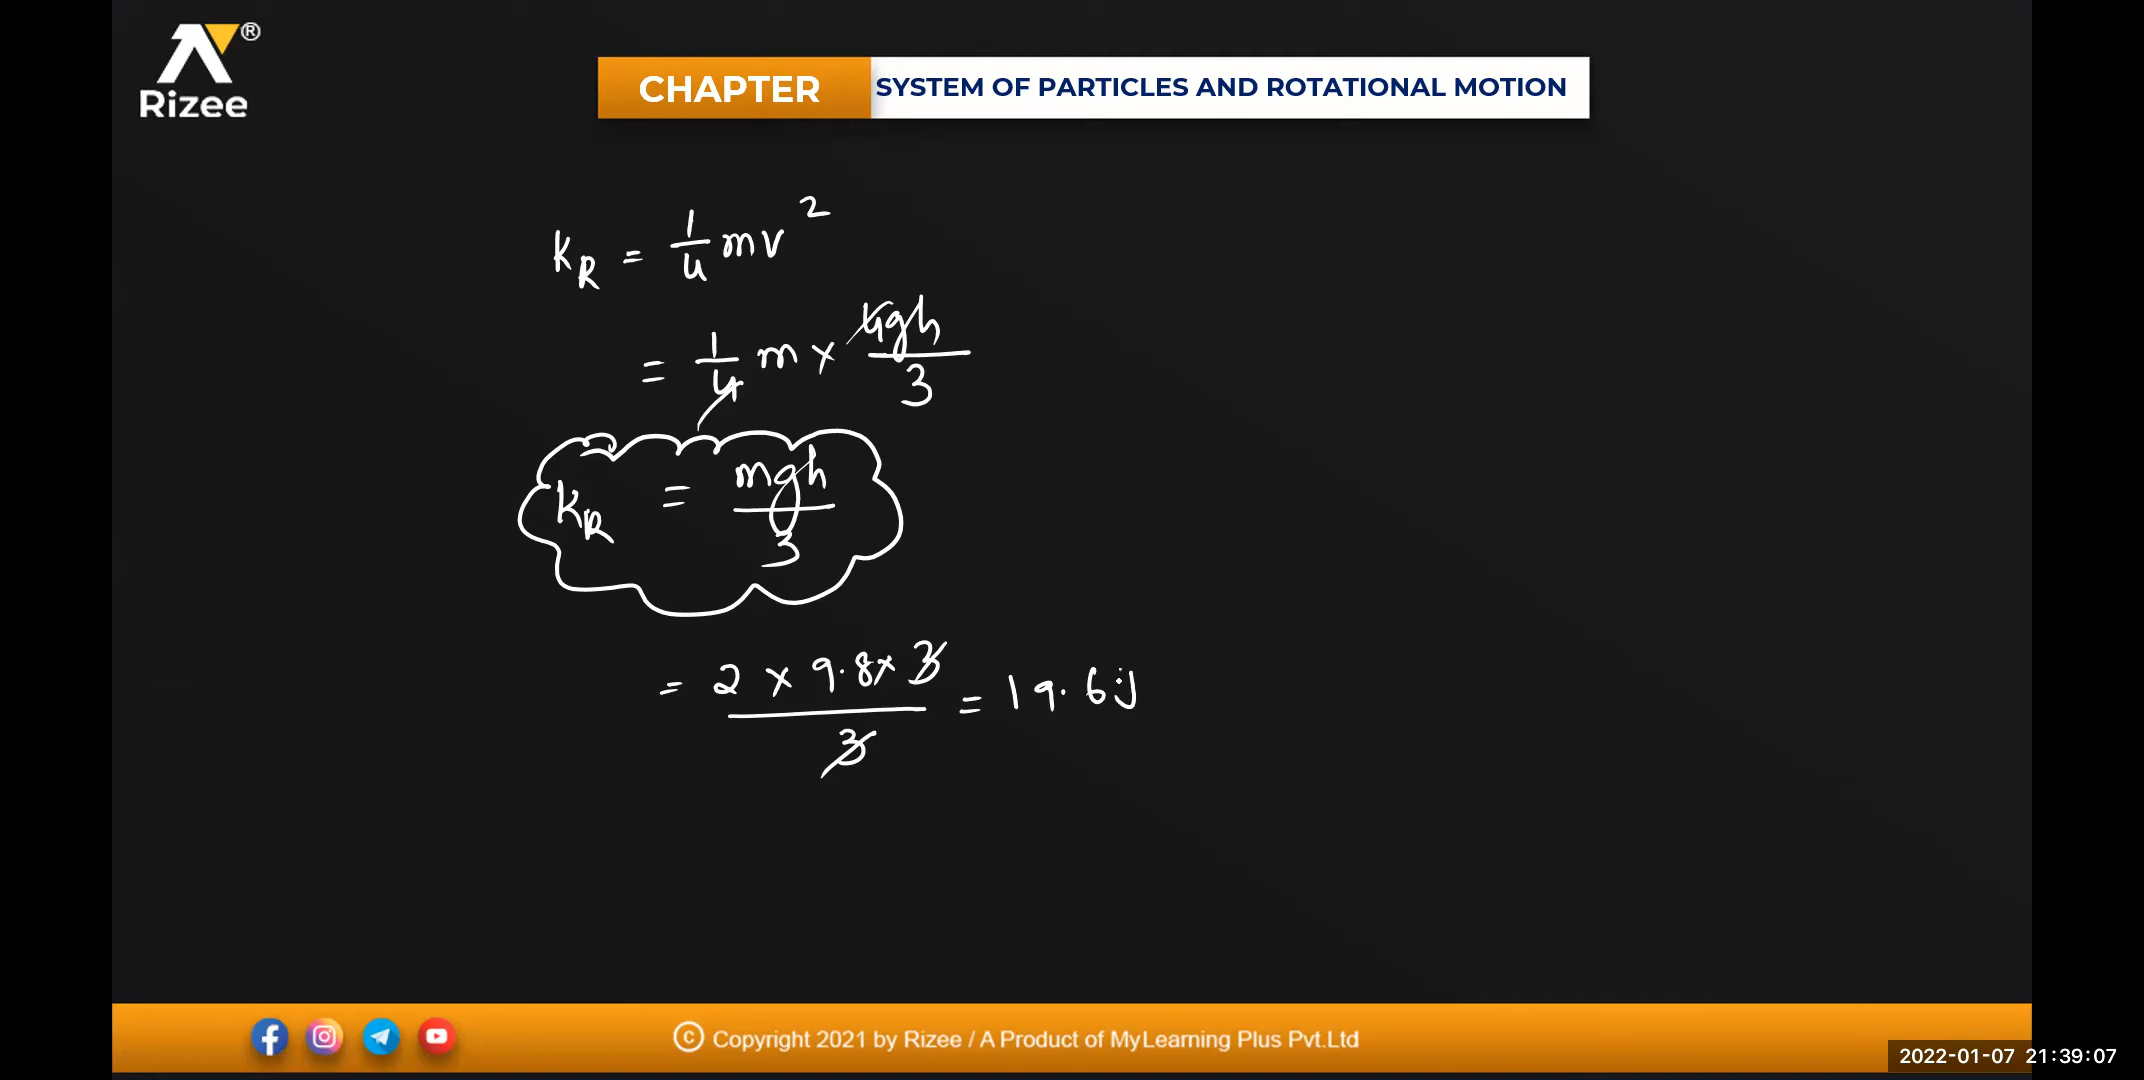 ®
Rizee
CHAPTER SYSTEM OF PARTICLES AND ROTATIONAL MOTION
K_R = 1/4 mv²
= 1/4 m × 4gh/3
K_R = mgh/3
= 2 × 9.8 × 3/3 = 19.6 j
© Copyright 2021 by Rizee / A Product of MyLearning Plus Pvt.Ltd
2022-01-07 21:39:07